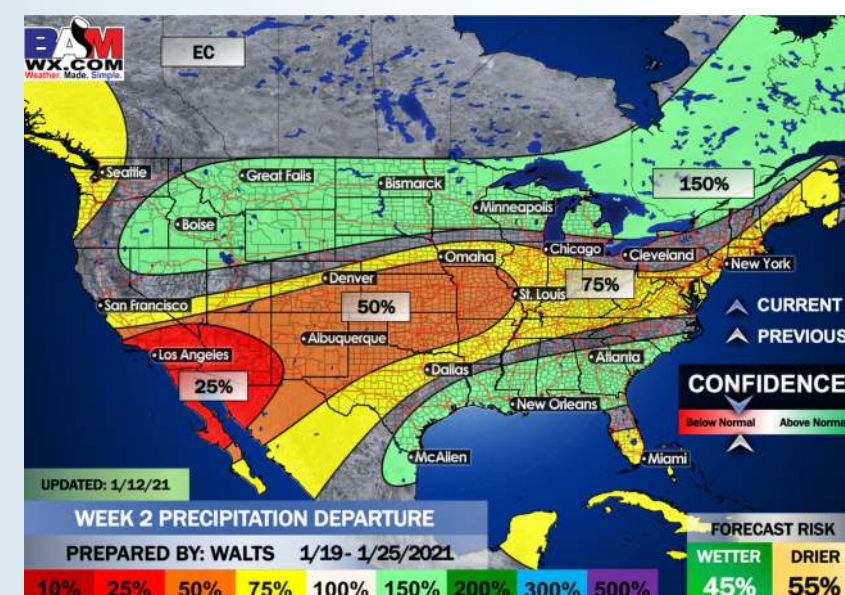 BAM
WX.COM
Weather. Made. Simple.
EC
150%
Seattle
Great Falls
Bismarck
Minneapolis
Boise
Chicago
Cleveland
Omaha
New York
Denver
75%
San Francisco
50%
St. Louis
CURRENT
Albuquerque
PREVIOUS
Los Angeles
Atlanta
Dallas
25%
CONFIDENCE
New Orleans
Below Normal Above Norma
McAllen
Miami
UPDATED: 1/12/21
WEEK 2 PRECIPITATION DEPARTURE
FORECAST RISK
PREPARED BY: WALTS 1/19 - 1/25/2021
WETTER DRIER
10% 25% 50% 75% 100% 150% 200% 300% 500%
45% 55%